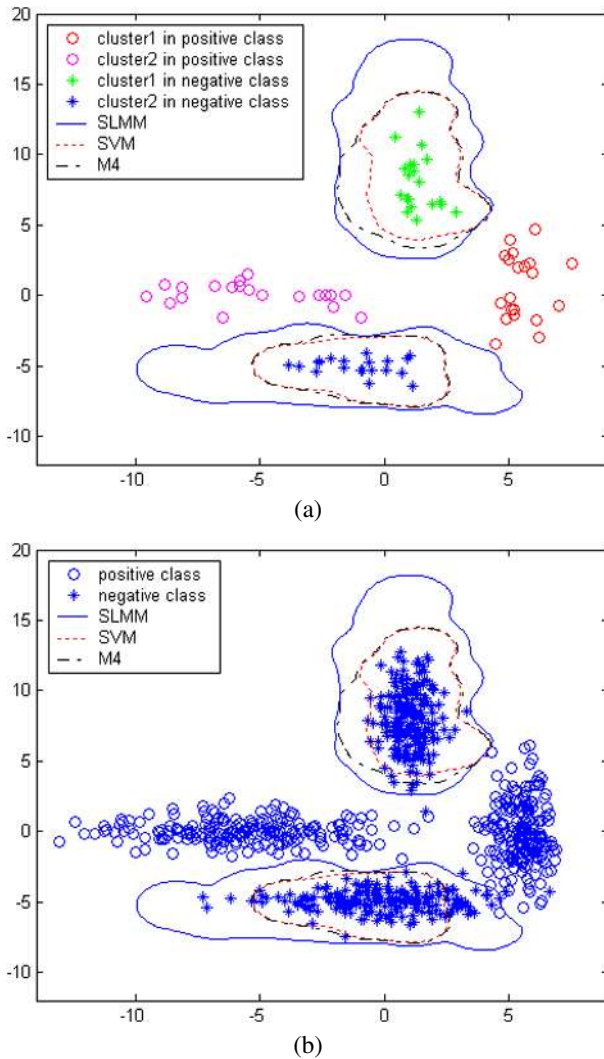 20
15
10
5
0
-5
-10
-10
-5
0
5
cluster1 in positive class
cluster2 in positive class
cluster1 in negative class
cluster2 in negative class
SLMM
SVM
M4
(a)
20
15
10
5
0
-5
-10
-10
-5
0
5
positive class
negative class
SLMM
SVM
M4
(b)